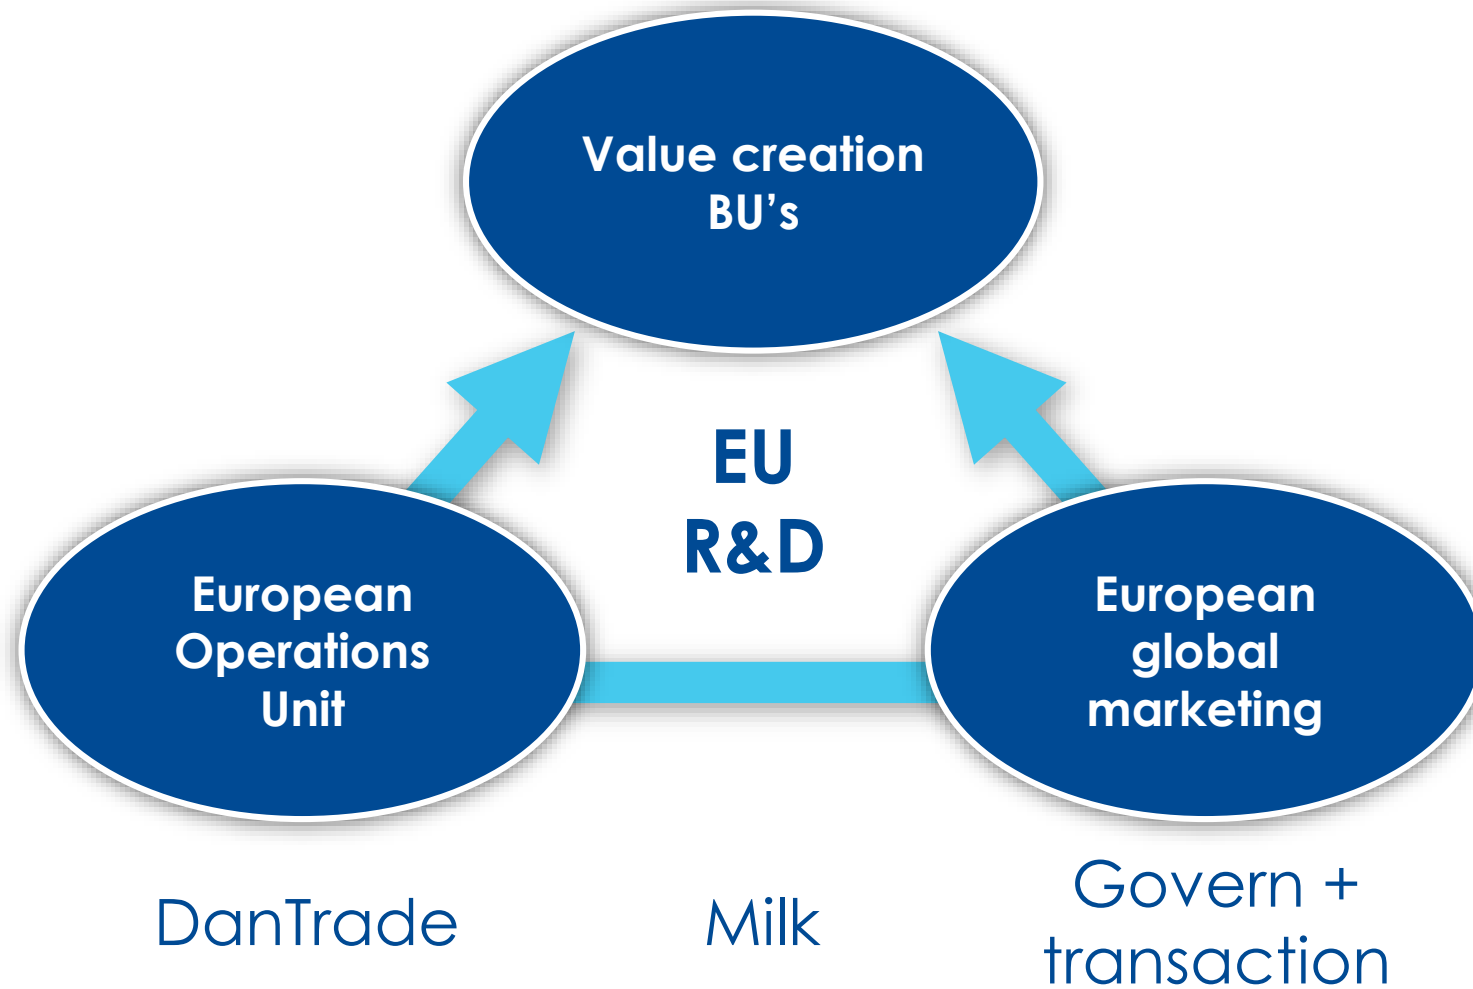 Value creation
BU’s
EU
R&D
European
Operations
Unit
European
global
marketing
DanTrade
Milk
Govern +
transaction